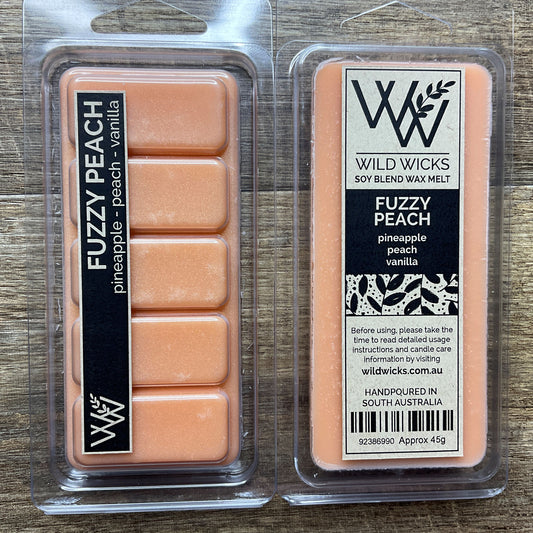 FUZZY PEACH
pineapple - peach - vanilla
WW
WW
WILD WICKS
SOY BLEND WAX MELT
FUZZY
PEACH
pineapple
peach
vanilla
Before using, please take the
time to read detailed usage
instructions and candle care
information by visiting
wildwicks.com.au
HANDPOURED IN
SOUTH AUSTRALIA
92386990 Approx 45g